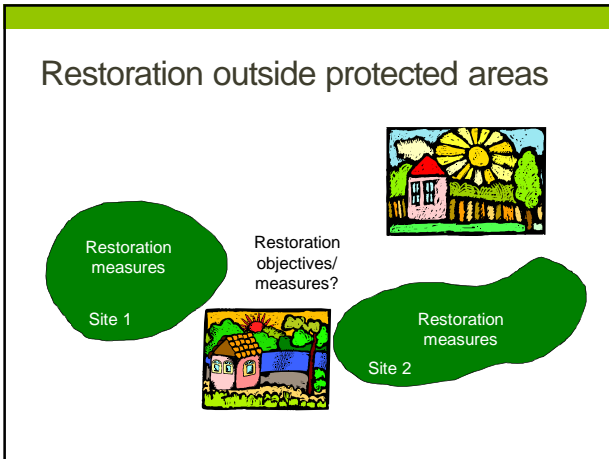 Restoration outside protected areas
Restoration
measures
Site 1
Restoration
objectives/
measures?
Restoration
measures
Site 2